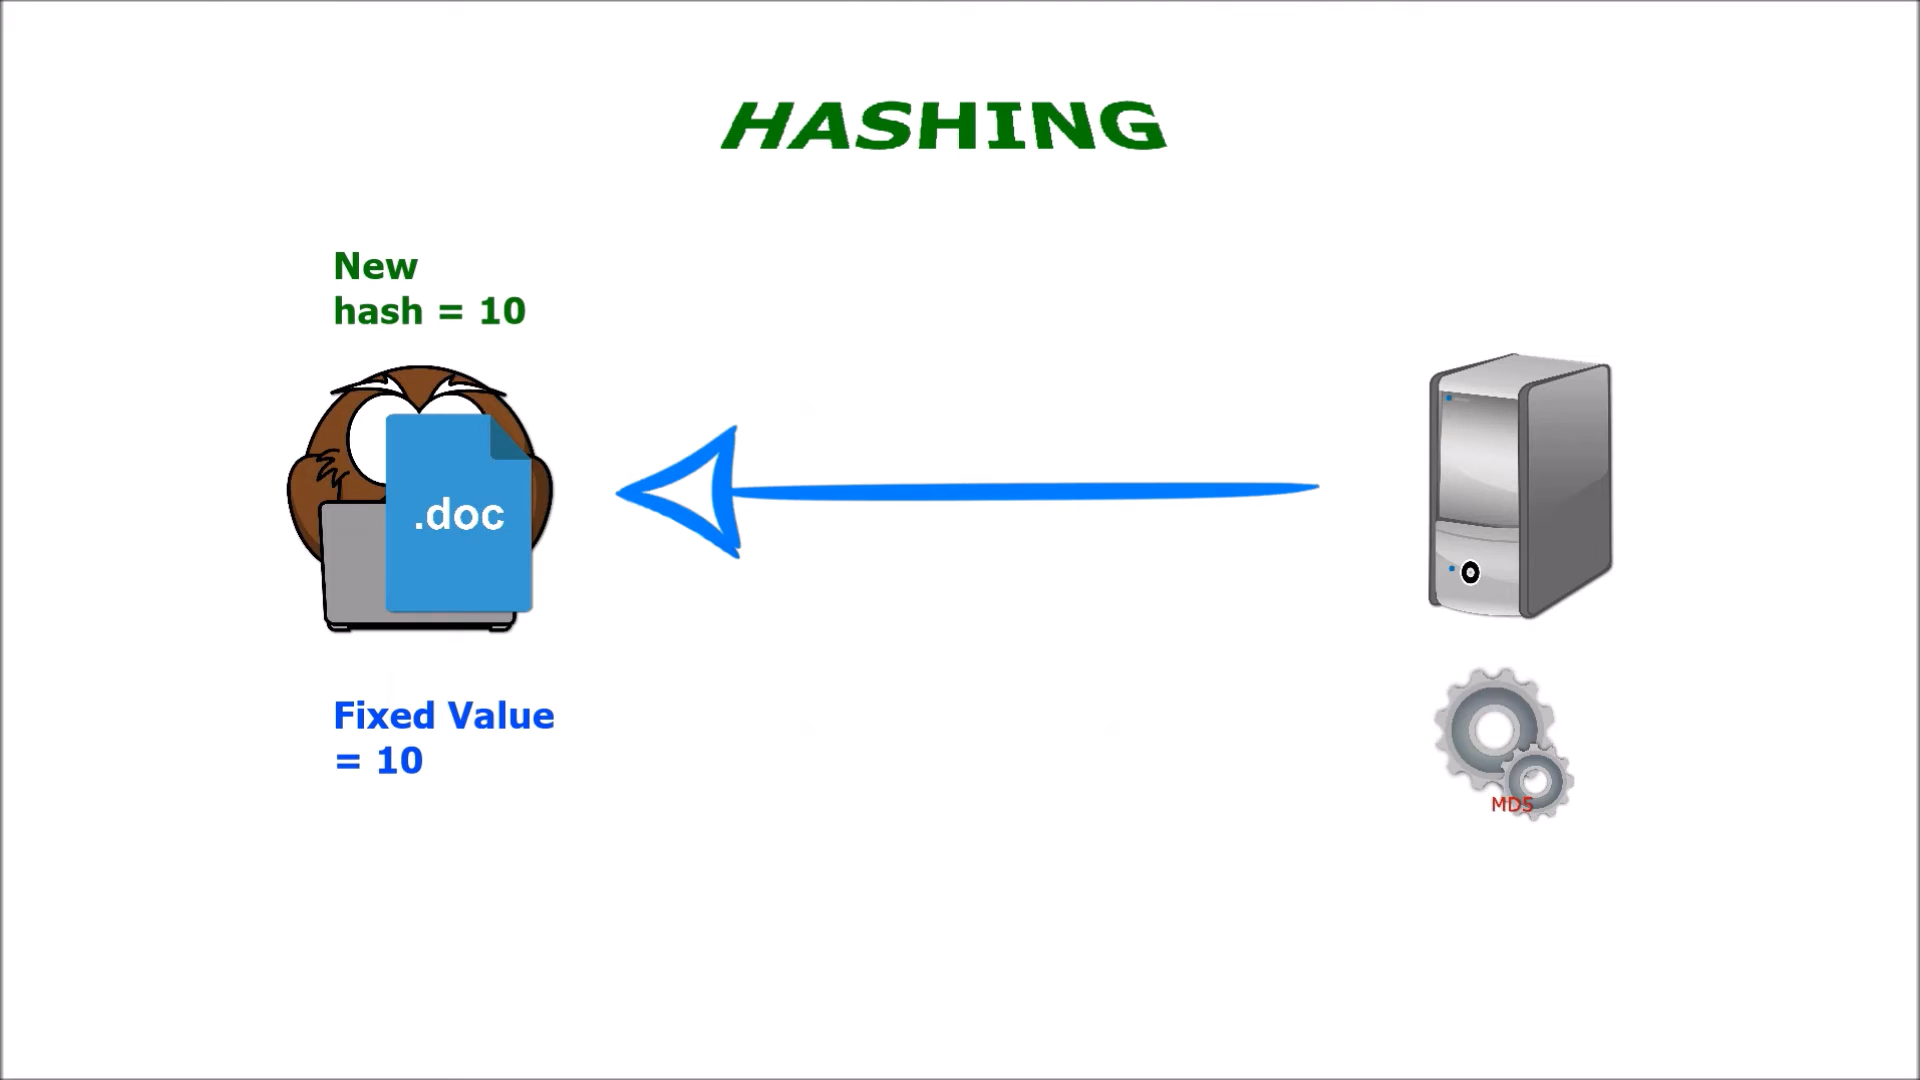 HASHING
New
hash = 10
.doc
Fixed Value
= 10
MD5